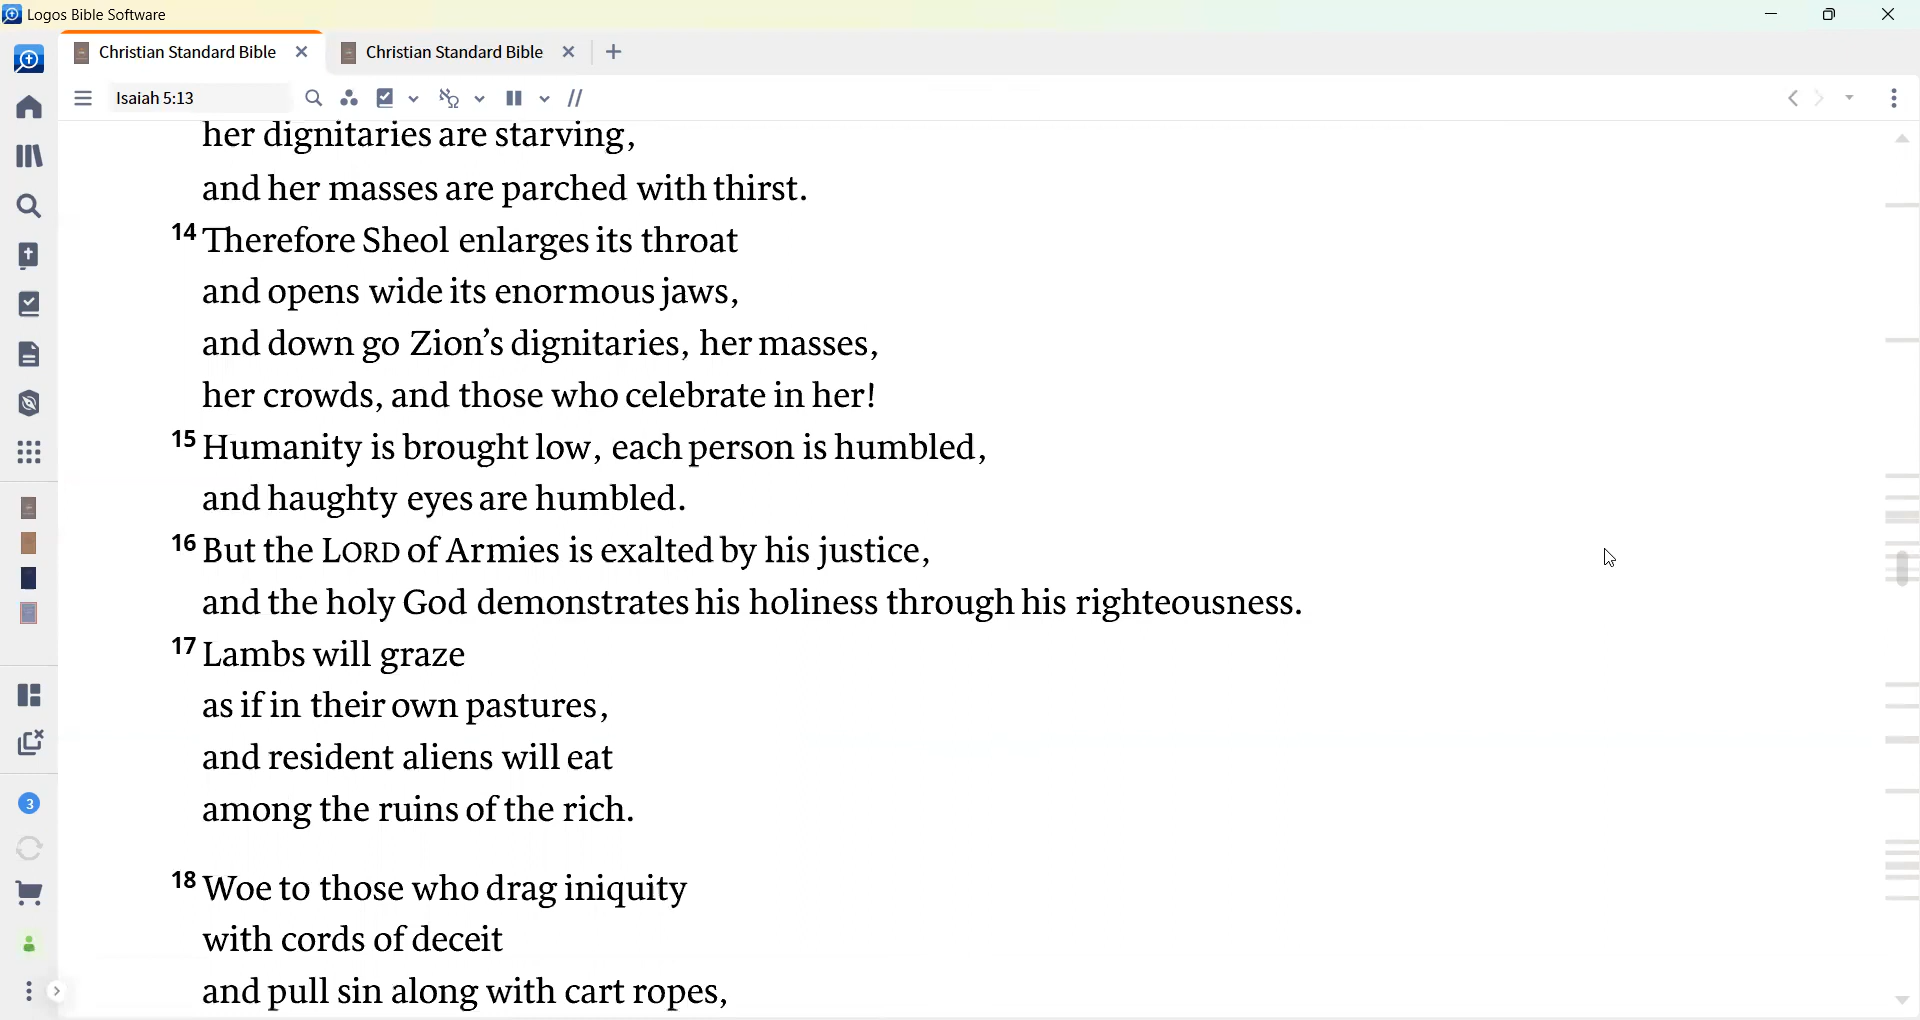 Logos Bible Software
Christian Standard Bible
Christian Standard Bible
Isaiah 5:13
her dignitaries are starving,
and her masses are parched with thirst.
14 Therefore Sheol enlarges its throat
and opens wide its enormous jaws,
and down go Zion’s dignitaries, her masses,
her crowds, and those who celebrate in her!
15 Humanity is brought low, each person is humbled,
and haughty eyes are humbled.
16 But the LORD of Armies is exalted by his justice,
and the holy God demonstrates his holiness through his righteousness.
17 Lambs will graze
as if in their own pastures,
and resident aliens will eat
among the ruins of the rich.
18 Woe to those who drag iniquity
with cords of deceit
and pull sin along with cart ropes,
3